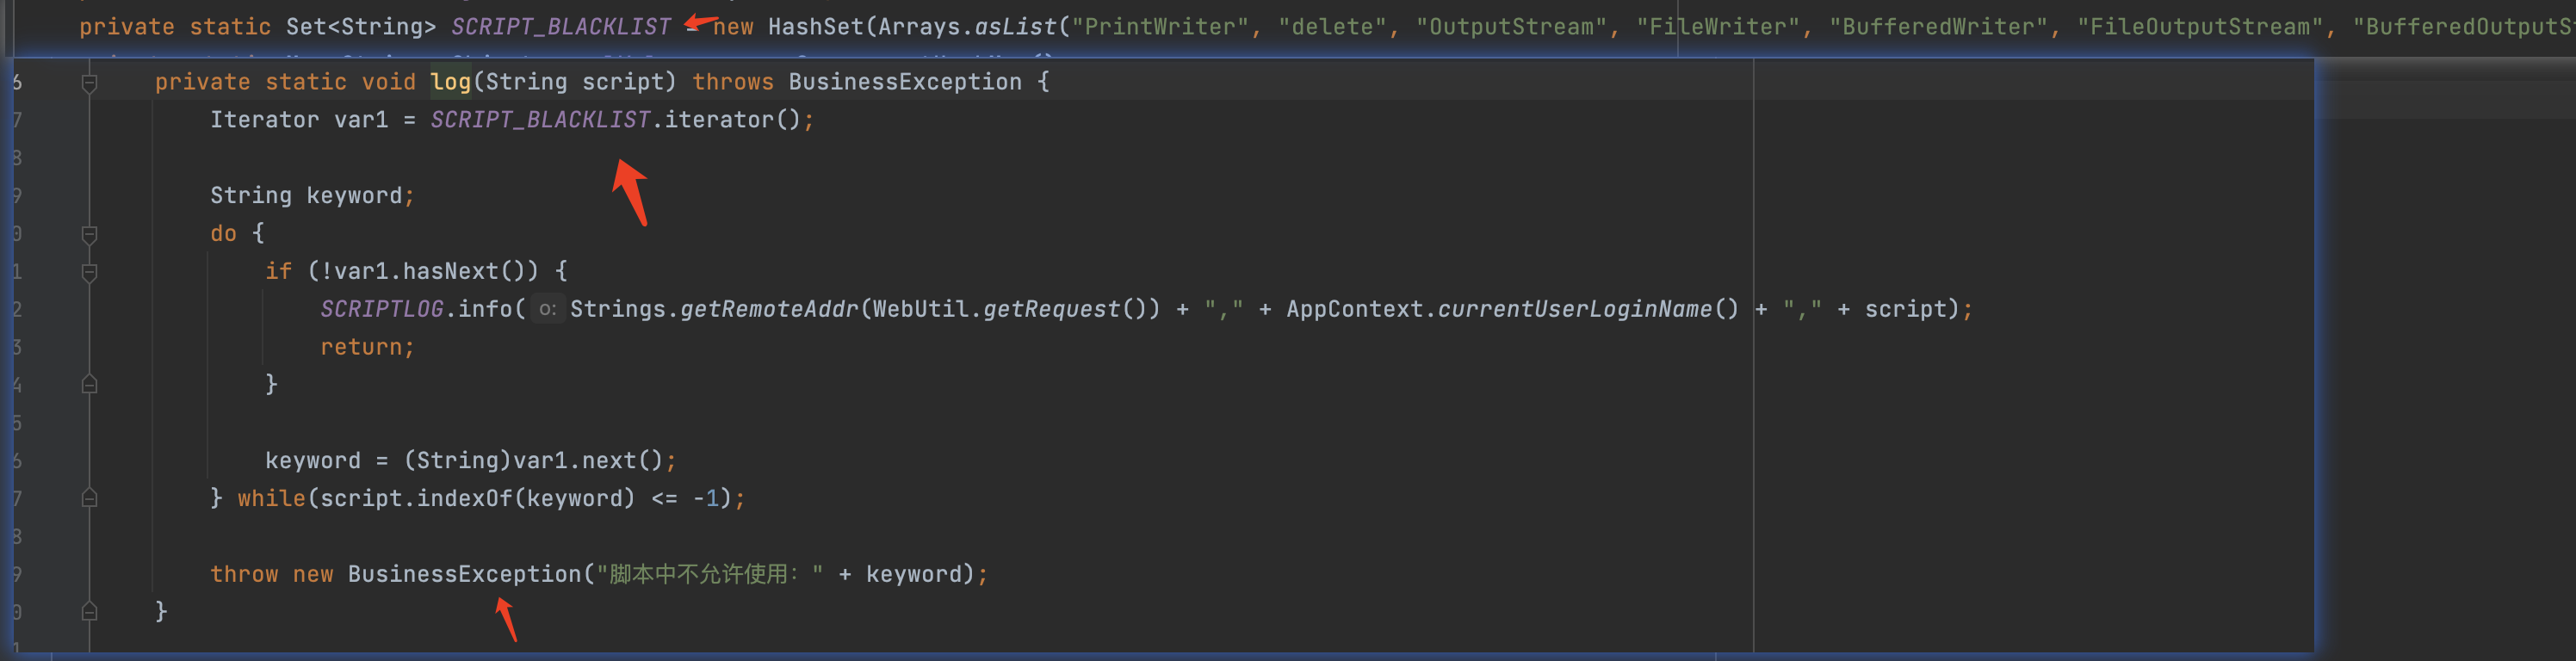 private static Set<String> SCRIPT_BLACKLIST = new HashSet(Arrays.asList("PrintWriter", "delete", "OutputStream", "FileWriter", "BufferedWriter", "FileOutputStream", "BufferedOutputSt
6 private static void log(String script) throws BusinessException {
7 Iterator var1 = SCRIPT_BLACKLIST.iterator();
8
9 String keyword;
0 do {
1 if (!var1.hasNext()) {
2 SCRIPTLOG.info( o: Strings.getRemoteAddr(WebUtil.getRequest()) + "," + AppContext.currentUserLoginName() + "," + script);
3 return;
4 }
5
6 keyword = (String)var1.next();
7 } while(script.indexOf(keyword) <= -1);
8
9 throw new BusinessException("脚本中不允许使用：" + keyword);
0 }
1